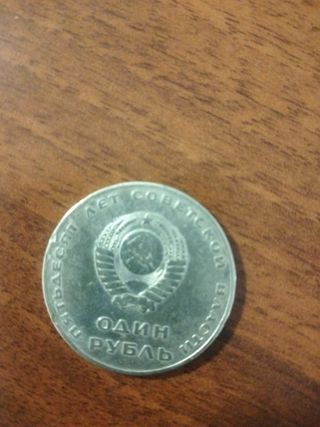 ПЯТЬДЕСЯТ ЛЕТ СОВЕТСКОЙ ВЛАСТИ
ОДИН
РУБЛЬ